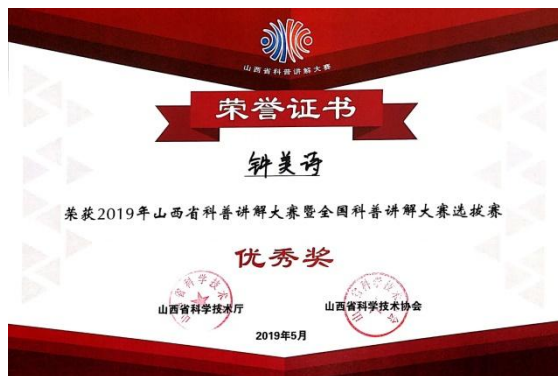 山西省科普讲解大赛
荣誉证书
钟美诗
荣获2019年山西省科普讲解大赛暨全国科普讲解大赛选拔赛
优秀奖
山西省科学技术厅
山西省科学技术协会
2019年5月